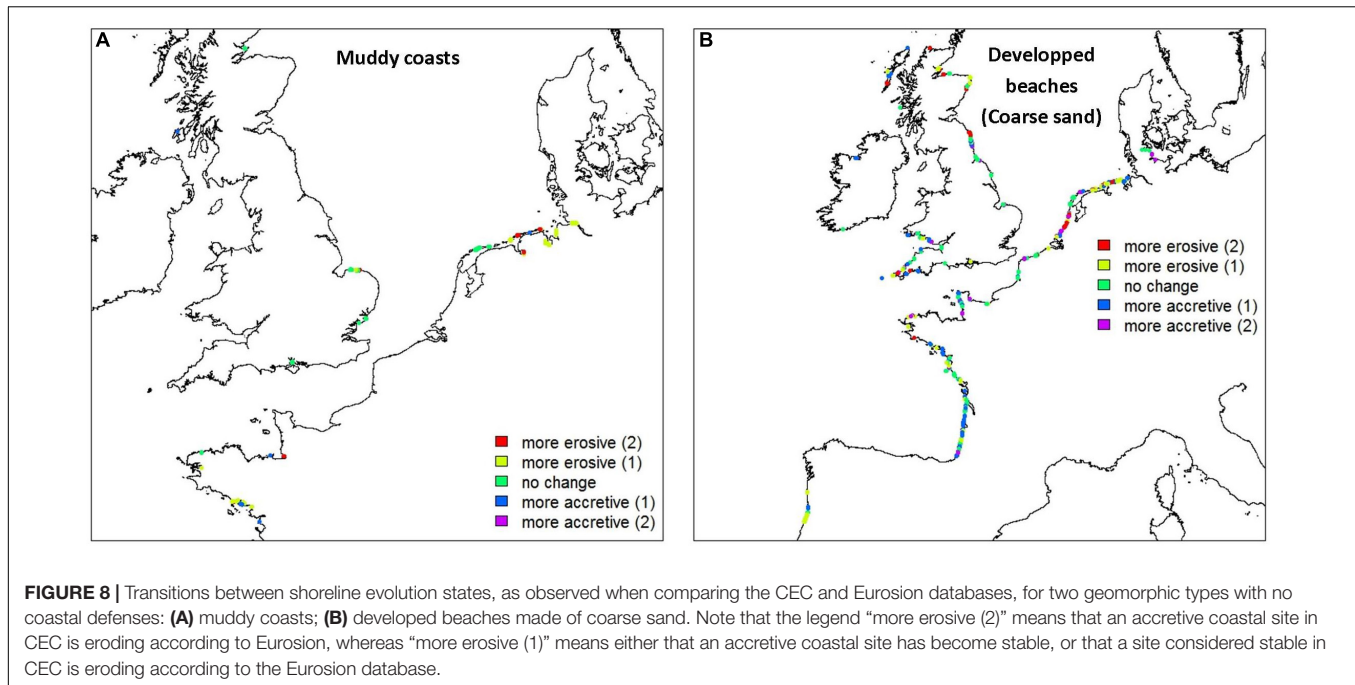 A
Muddy coasts
more erosive (2)
more erosive (1)
no change
more accretive (1)
more accretive (2)
B
Developped
beaches
(Coarse sand)
more erosive (2)
more erosive (1)
no change
more accretive (1)
more accretive (2)
FIGURE 8 | Transitions between shoreline evolution states, as observed when comparing the CEC and Eurosion databases, for two geomorphic types with no
coastal defenses: (A) muddy coasts; (B) developed beaches made of coarse sand. Note that the legend “more erosive (2)” means that an accretive coastal site in
CEC is eroding according to Eurosion, whereas “more erosive (1)” means either that an accretive coastal site has become stable, or that a site considered stable in
CEC is eroding according to the Eurosion database.